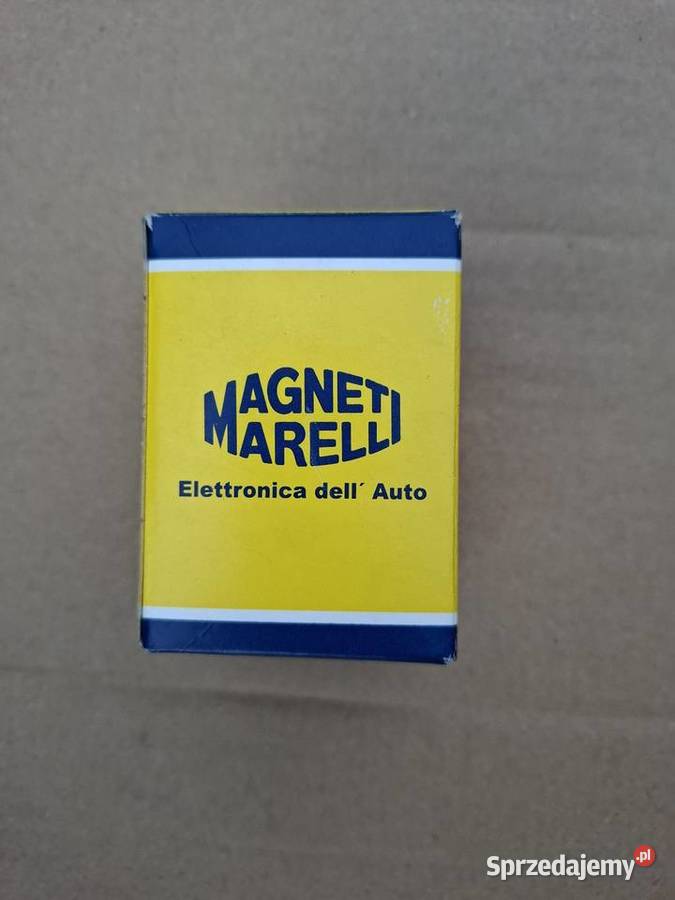 MAGNETI
MARELLI
Elettronica dell´ Auto
Sprzedajemy.pl